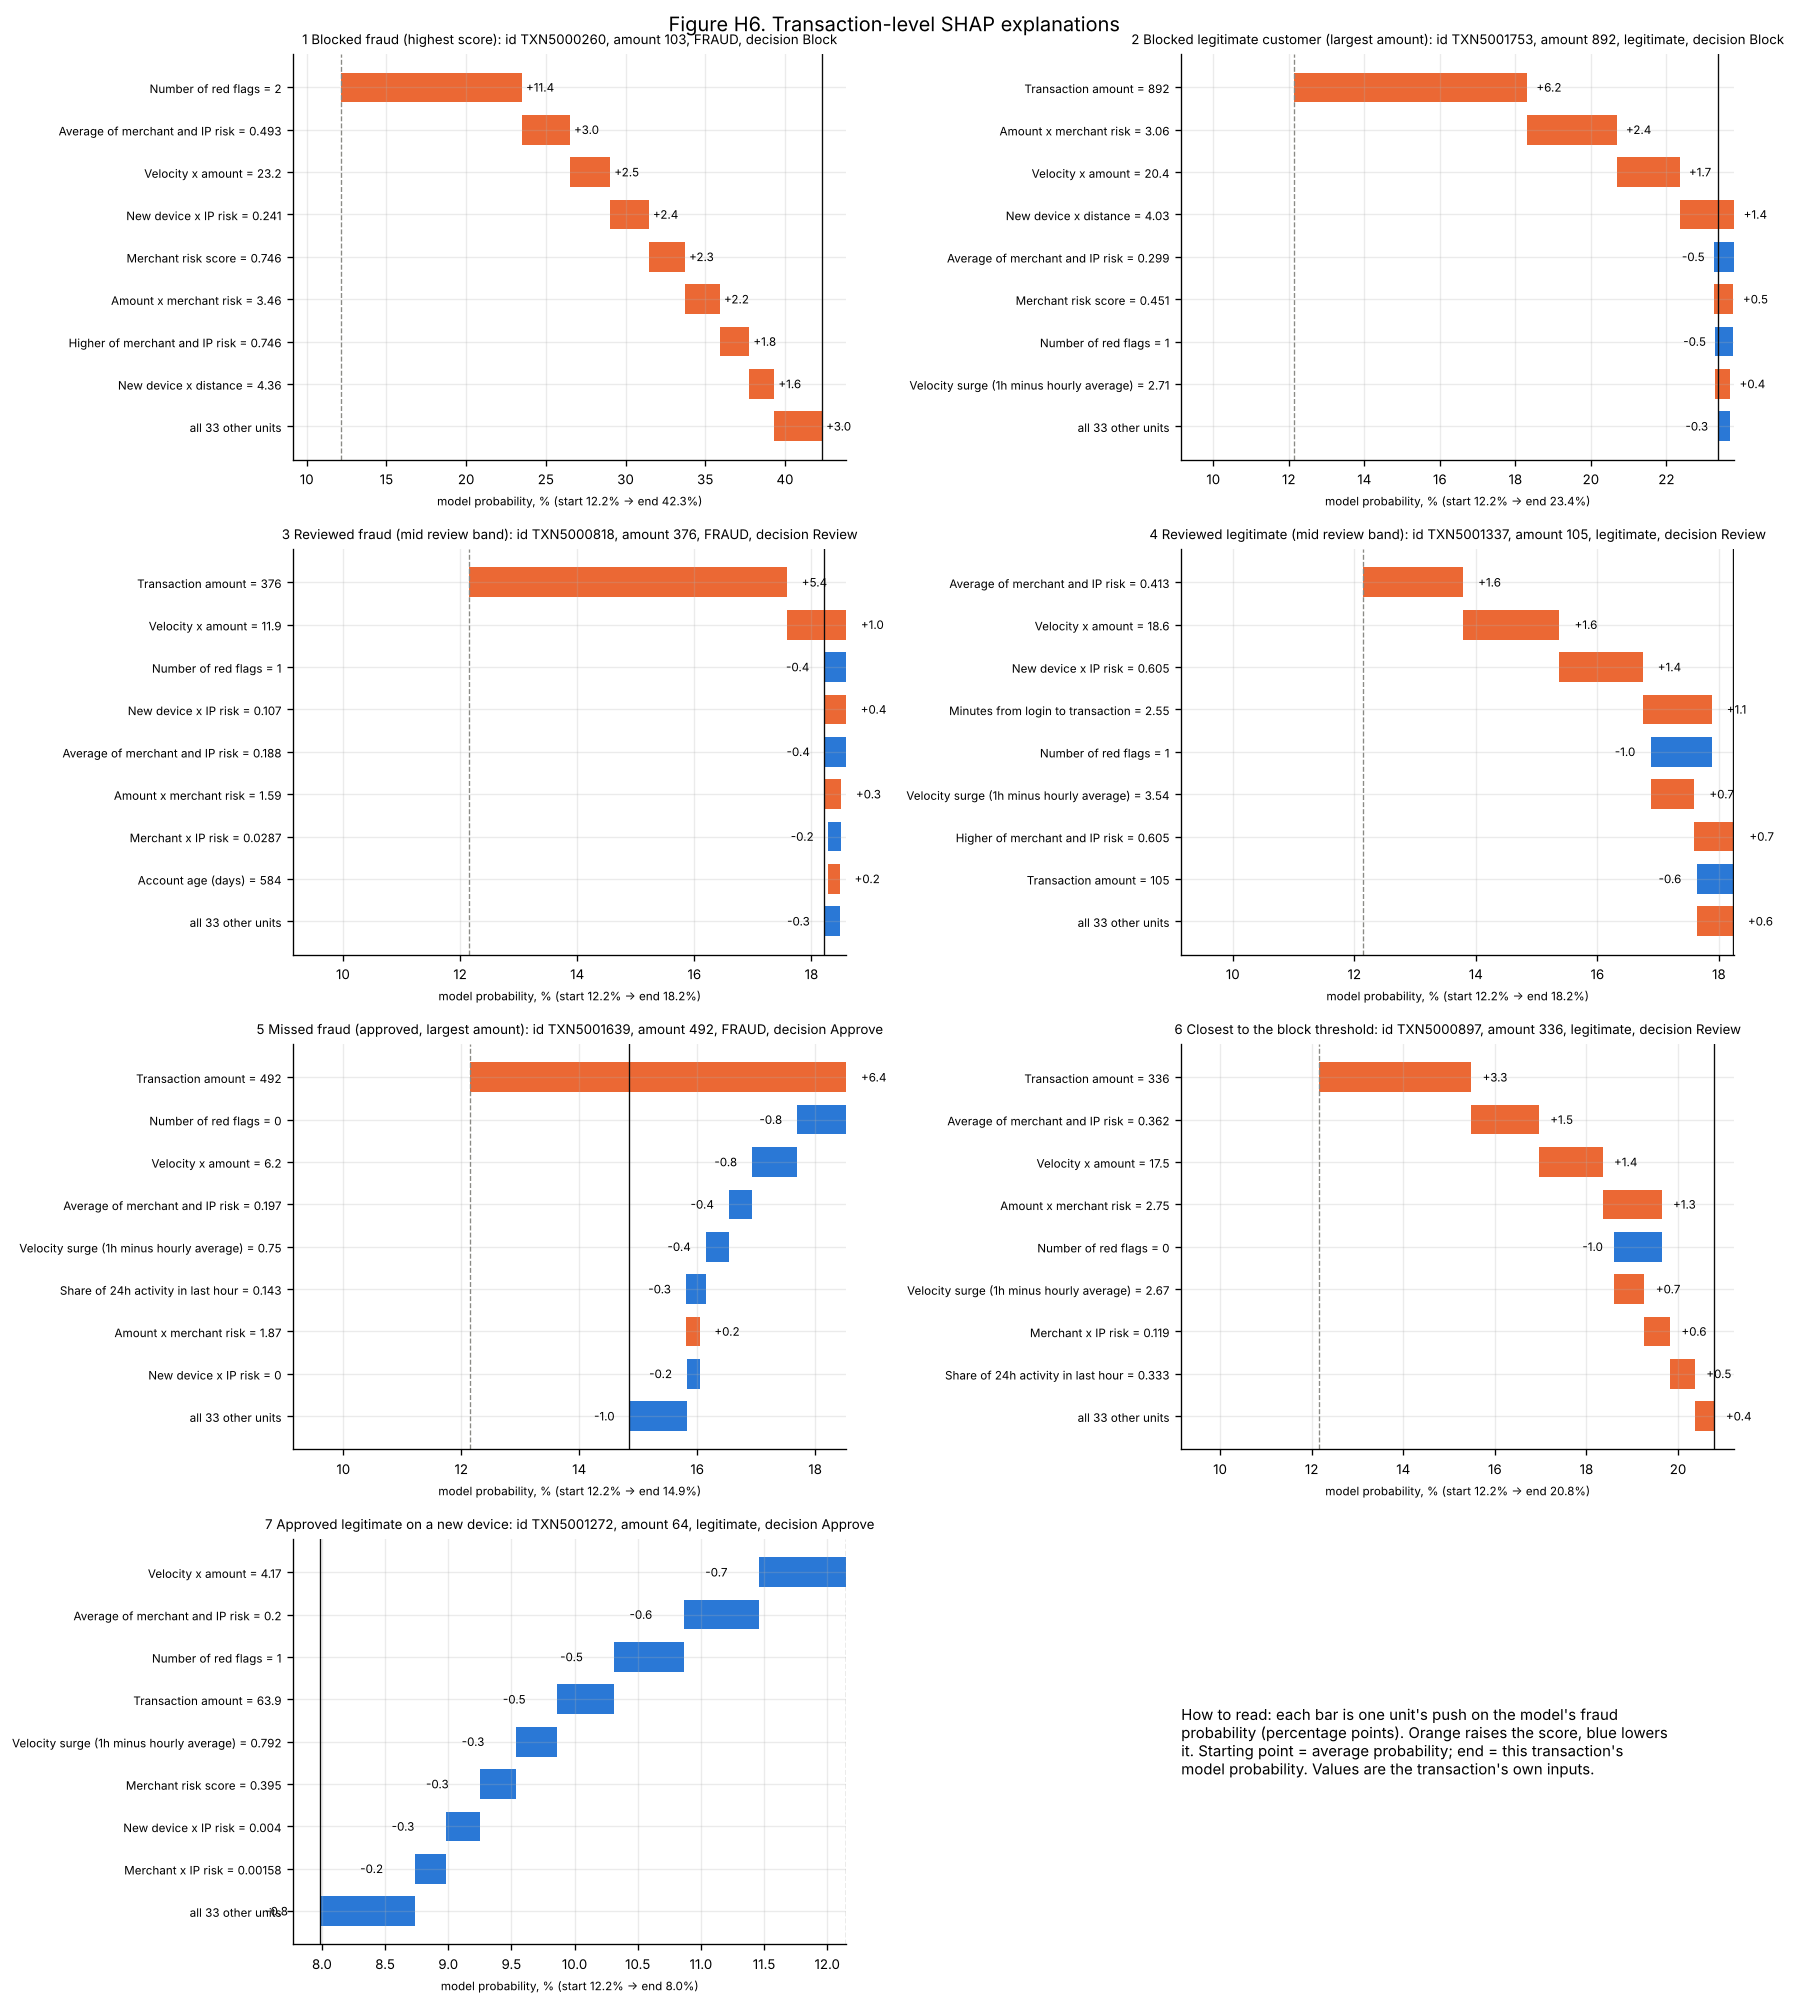 Figure H6. Transaction-level SHAP explanations
1 Blocked fraud (highest score): id TXN5000260, amount 103, FRAUD, decision Block
Number of red flags = 2
+11.4
Average of merchant and IP risk = 0.493
+3.0
Velocity x amount = 23.2
+2.5
New device x IP risk = 0.241
+2.4
Merchant risk score = 0.746
+2.3
Amount x merchant risk = 3.46
+2.2
Higher of merchant and IP risk = 0.746
+1.8
New device x distance = 4.36
+1.6
all 33 other units
+3.0
10 15 20 25 30 35 40
model probability, % (start 12.2% → end 42.3%)
2 Blocked legitimate customer (largest amount): id TXN5001753, amount 892, legitimate, decision Block
Transaction amount = 892
+6.2
Amount x merchant risk = 3.06
+2.4
Velocity x amount = 20.4
+1.7
New device x distance = 4.03
+1.4
Average of merchant and IP risk = 0.299
-0.5
Merchant risk score = 0.451
+0.5
Number of red flags = 1
-0.5
Velocity surge (1h minus hourly average) = 2.71
+0.4
all 33 other units
-0.3
10 12 14 16 18 20 22
model probability, % (start 12.2% → end 23.4%)
3 Reviewed fraud (mid review band): id TXN5000818, amount 376, FRAUD, decision Review
Transaction amount = 376
+5.4
Velocity x amount = 11.9
+1.0
Number of red flags = 1
-0.4
New device x IP risk = 0.107
+0.4
Average of merchant and IP risk = 0.188
-0.4
Amount x merchant risk = 1.59
+0.3
Merchant x IP risk = 0.0287
-0.2
Account age (days) = 584
+0.2
all 33 other units
-0.3
10 12 14 16 18
model probability, % (start 12.2% → end 18.2%)
4 Reviewed legitimate (mid review band): id TXN5001337, amount 105, legitimate, decision Review
Average of merchant and IP risk = 0.413
+1.6
Velocity x amount = 18.6
+1.6
New device x IP risk = 0.605
+1.4
Minutes from login to transaction = 2.55
+1.1
Number of red flags = 1
-1.0
Velocity surge (1h minus hourly average) = 3.54
+0.7
Higher of merchant and IP risk = 0.605
+0.7
Transaction amount = 105
-0.6
all 33 other units
+0.6
10 12 14 16 18
model probability, % (start 12.2% → end 18.2%)
5 Missed fraud (approved, largest amount): id TXN5001639, amount 492, FRAUD, decision Approve
Transaction amount = 492
+6.4
Number of red flags = 0
-0.8
Velocity x amount = 6.2
-0.8
Average of merchant and IP risk = 0.197
-0.4
Velocity surge (1h minus hourly average) = 0.75
-0.4
Share of 24h activity in last hour = 0.143
-0.3
Amount x merchant risk = 1.87
+0.2
New device x IP risk = 0
-0.2
all 33 other units
-1.0
10 12 14 16 18
model probability, % (start 12.2% → end 14.9%)
6 Closest to the block threshold: id TXN5000897, amount 336, legitimate, decision Review
Transaction amount = 336
+3.3
Average of merchant and IP risk = 0.362
+1.5
Velocity x amount = 17.5
+1.4
Amount x merchant risk = 2.75
+1.3
Number of red flags = 0
-1.0
Velocity surge (1h minus hourly average) = 2.67
+0.7
Merchant x IP risk = 0.119
+0.6
Share of 24h activity in last hour = 0.333
+0.5
all 33 other units
+0.4
10 12 14 16 18 20
model probability, % (start 12.2% → end 20.8%)
7 Approved legitimate on a new device: id TXN5001272, amount 64, legitimate, decision Approve
Velocity x amount = 4.17
-0.7
Average of merchant and IP risk = 0.2
-0.6
Number of red flags = 1
-0.5
Transaction amount = 63.9
-0.5
Velocity surge (1h minus hourly average) = 0.792
-0.3
Merchant risk score = 0.395
-0.3
New device x IP risk = 0.004
-0.3
Merchant x IP risk = 0.00158
-0.2
all 33 other units
-0.8
8.0 8.5 9.0 9.5 10.0 10.5 11.0 11.5 12.0
model probability, % (start 12.2% → end 8.0%)
How to read: each bar is one unit's push on the model's fraud
probability (percentage points). Orange raises the score, blue lowers
it. Starting point = average probability; end = this transaction's
model probability. Values are the transaction's own inputs.